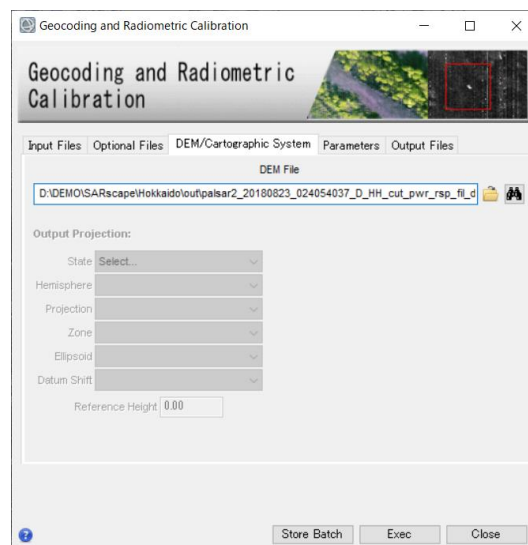 Geocoding and Radiometric Calibration
Geocoding and Radiometric
Calibration
Input Files
Optional Files
DEM/Cartographic System
Parameters
Output Files
DEM File
D:\DEMO\SARscape\Hokkaido\out\palsar2_20180823_024054037_D_HH_cut_pwr_rsp_fil_d
Output Projection:
State Select...
Hemisphere
Projection
Zone
Ellipsoid
Datum Shift
Reference Height 0.00
Store Batch
Exec
Close